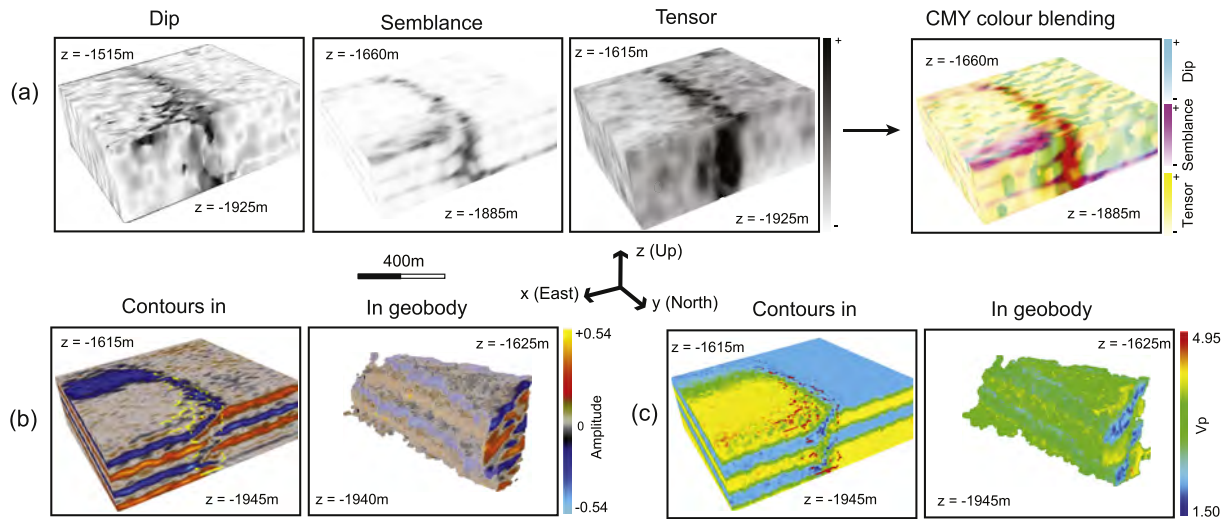 Dip
Semblance
Tensor
CMY colour blending
(a)
z = -1515m
z = -1925m
z = -1660m
z = -1885m
z = -1615m
z = -1925m
+
-
z = -1660m
z = -1885m
+
Dip
-
+
Semblance
-
+
Tensor
-
400m
z (Up)
x (East)
y (North)
Contours in
In geobody
Contours in
In geobody
(b)
z = -1615m
z = -1945m
z = -1625m
z = -1940m
+0.54
0
Amplitude
-0.54
(c)
z = -1615m
z = -1945m
z = -1625m
z = -1945m
4.95
Vp
1.50